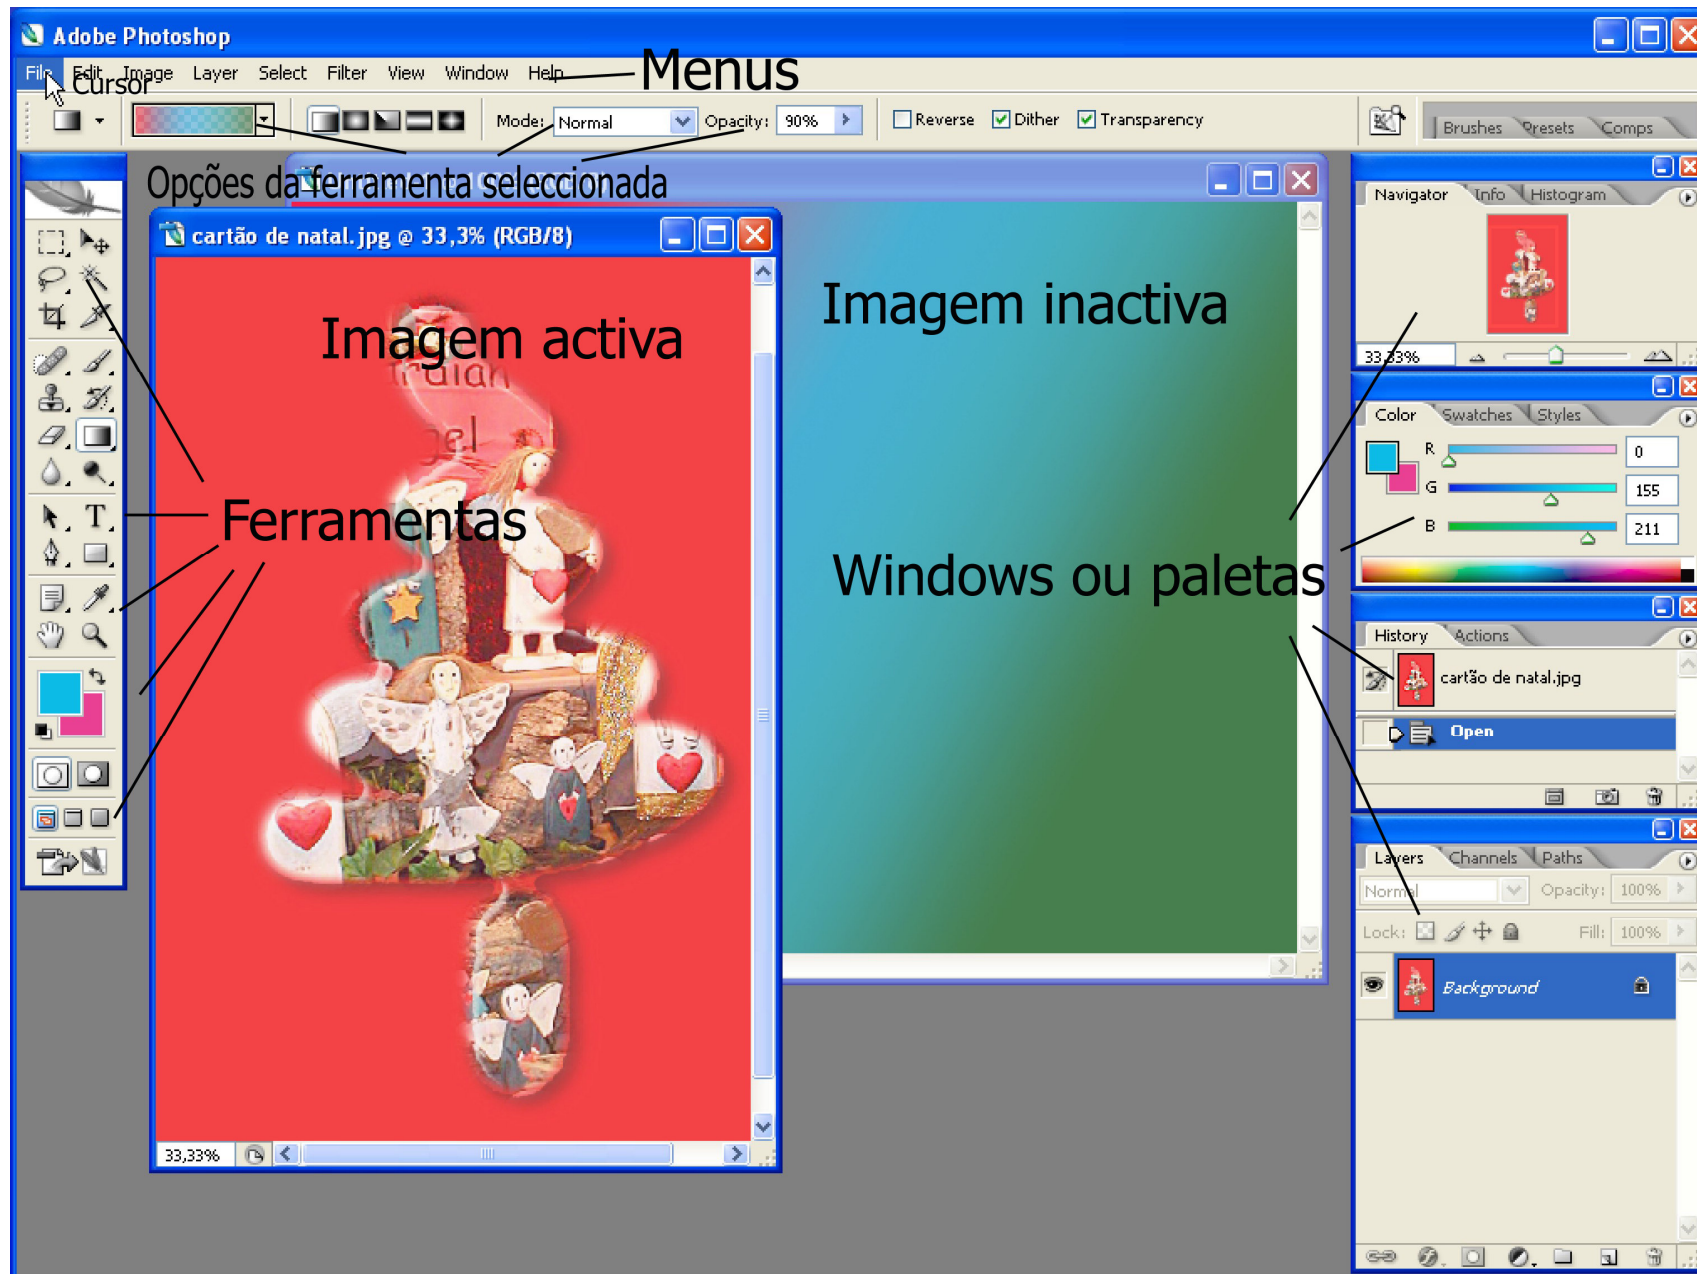 Adobe Photoshop
File Edit Image Layer Select Filter View Window Help
Menus
Cursor
Mode: Normal Opacity: 90% Reverse Dither Transparency
Brushes Presets Comps
Opções da ferramenta seleccionada
cartão de natal.jpg @ 33,3% (RGB/8)
Imagem activa
Imagem inactiva
Ferramentas
Windows ou paletas
33,33%
T
Navigator Info Histogram
33,33%
Color Swatches Styles
R 0
G 155
B 211
History Actions
cartão de natal.jpg
Open
Layers Channels Paths
Normal Opacity: 100%
Lock: Fill: 100%
Background